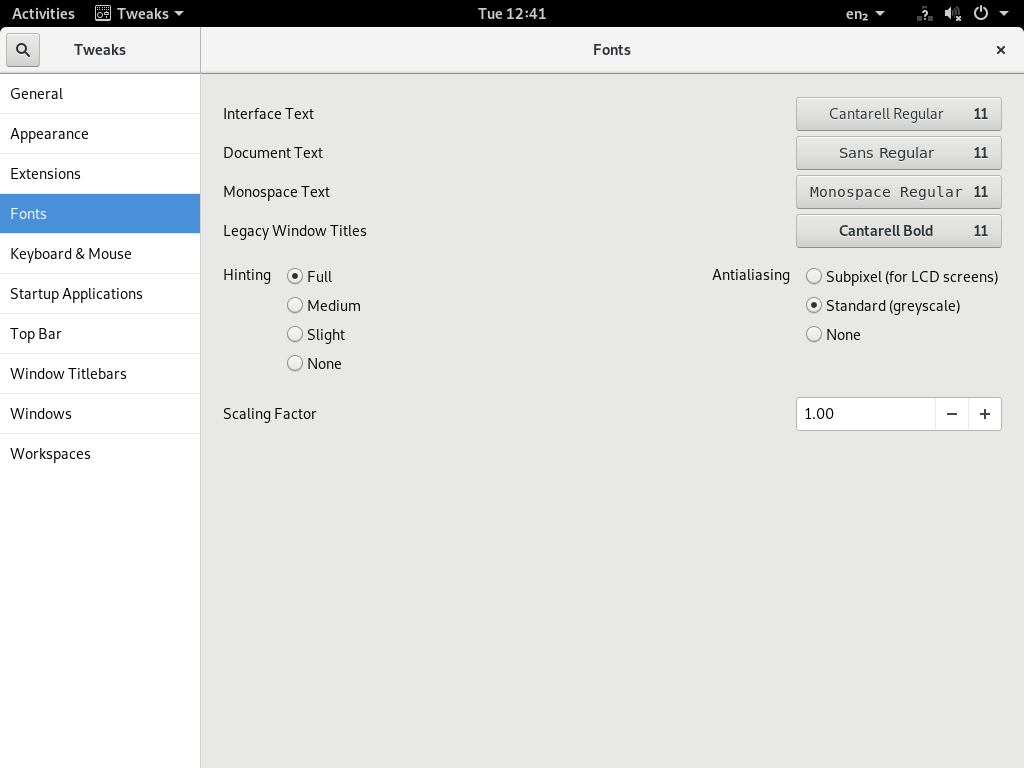 Activities Tweaks Tue 12:41 en₂ ?
Tweaks Fonts
General
Appearance
Extensions
Fonts
Keyboard & Mouse
Startup Applications
Top Bar
Window Titlebars
Windows
Workspaces
Interface Text Cantarell Regular 11
Document Text Sans Regular 11
Monospace Text Monospace Regular 11
Legacy Window Titles Cantarell Bold 11
Hinting Full Antialiasing Subpixel (for LCD screens)
Medium Standard (greyscale)
Slight None
None
Scaling Factor 1.00 − +